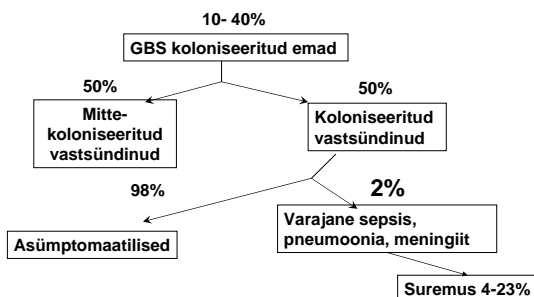 10- 40%
GBS koloniseeritud emad
50%
50%
Mitte-
koloniseeritud
vastsündinud
Koloniseeritud
vastsündinud
98%
2%
Asümptomaatilised
Varajane sepsis,
pneumoonia, meningiit
Suremus 4-23%